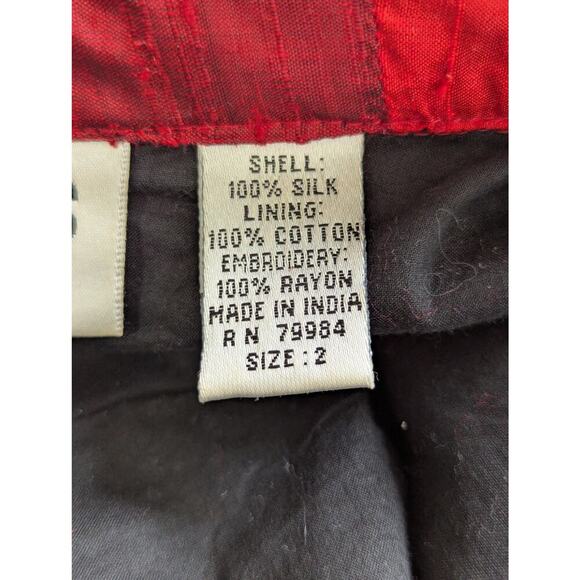 SHELL:
100% SILK
LINING:
100% COTTON
EMBROIDERY:
100% RAYON
MADE IN INDIA
R N 79984
SIZE : 2